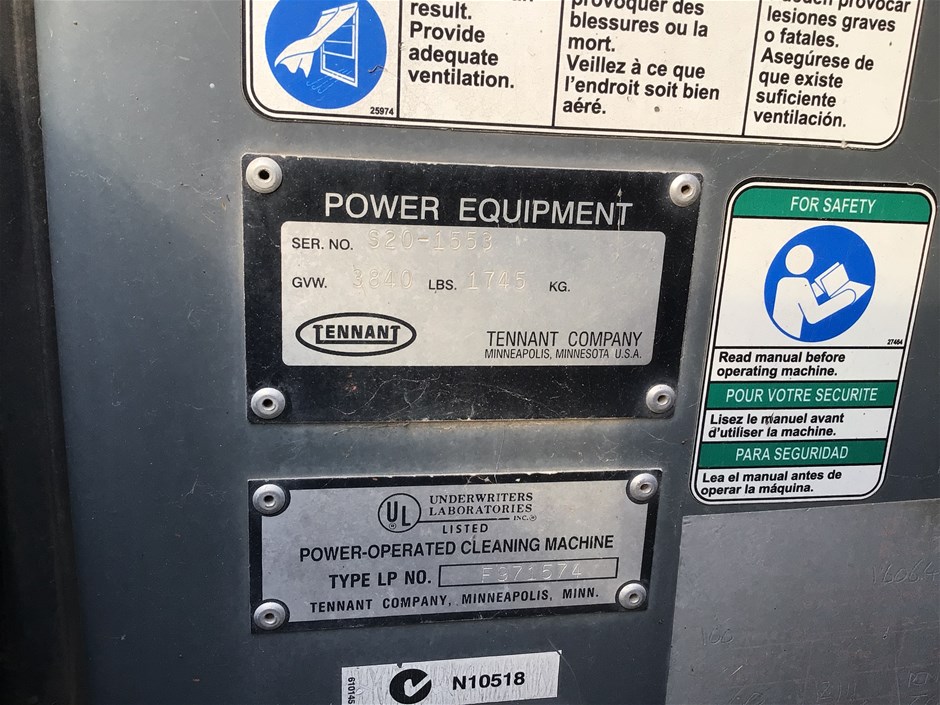 result.
Provide
adequate
ventilation.
25974
provoquer des
blessures ou la
mort.
Veillez à ce que
l'endroit soit bien
aéré.
provocar
lesiones graves
o fatales.
Asegúrese de
que existe
suficiente
ventilación.
POWER EQUIPMENT
SER. NO. S20-1553
GVW. 3840 LBS. 1745 KG.
TENNANT
TENNANT COMPANY
MINNEAPOLIS, MINNESOTA U.S.A.
FOR SAFETY
27464
Read manual before
operating machine.
POUR VOTRE SECURITE
Lisez le manuel avant
d'utiliser la machine.
PARA SEGURIDAD
Lea el manual antes de
operar la máquina.
UL
UNDERWRITERS
LABORATORIES
INC.®
LISTED
POWER-OPERATED CLEANING MACHINE
TYPE LP NO. FS71574
TENNANT COMPANY, MINNEAPOLIS, MINN.
610145
N10518